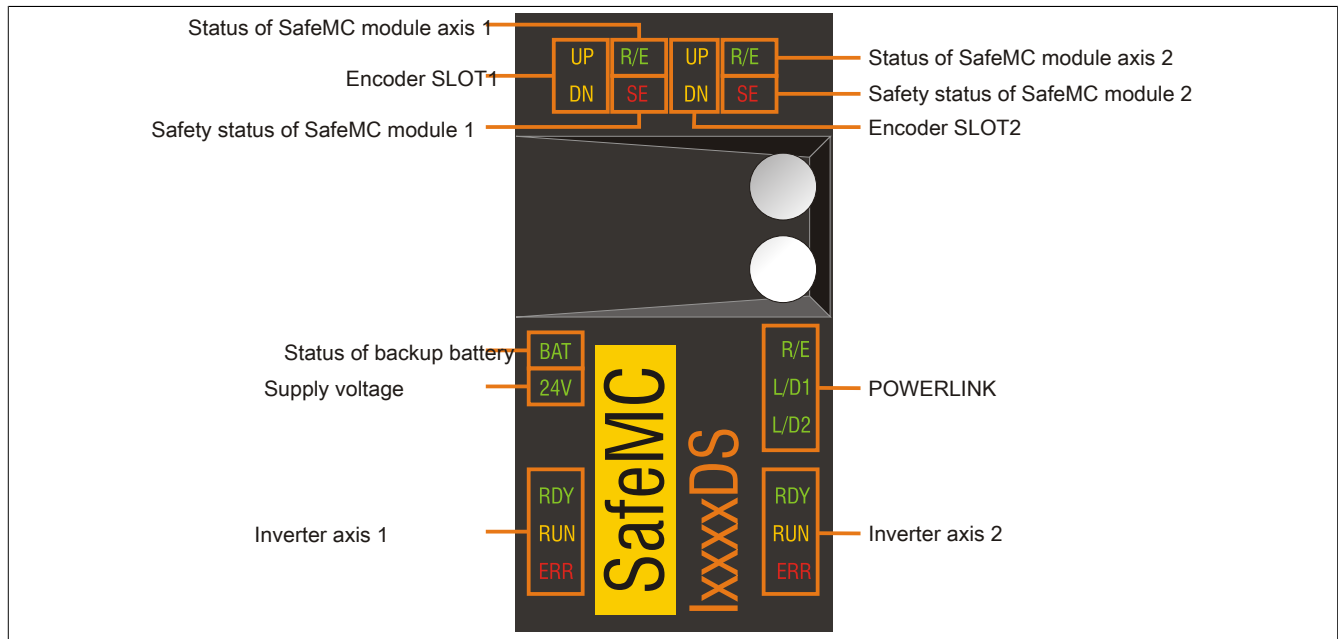 Status of SafeMC module axis 1
UP R/E UP R/E
Status of SafeMC module axis 2
Encoder SLOT1
DN SE DN SE
Safety status of SafeMC module 2
Safety status of SafeMC module 1
Encoder SLOT2
Status of backup battery
BAT
R/E
Supply voltage
24V
L/D1
POWERLINK
L/D2
SafeMC
IxxxxDS
RDY
RUN
ERR
Inverter axis 1
RDY
RUN
ERR
Inverter axis 2